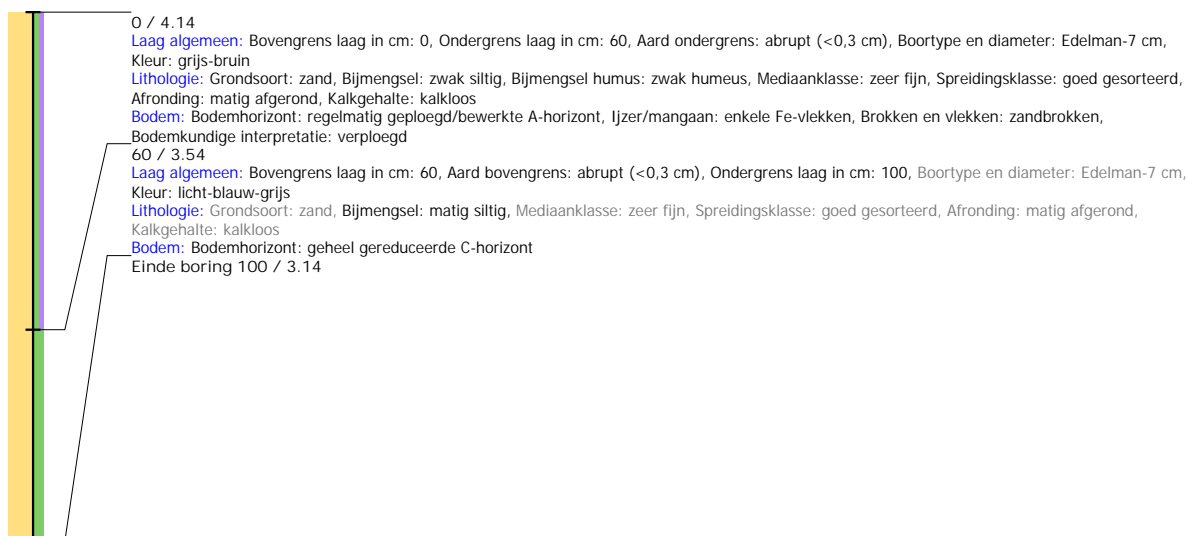 0 / 4.14
Laag algemeen: Bovengrens laag in cm: 0, Ondergrens laag in cm: 60, Aard ondergrens: abrupt (<0,3 cm), Boortype en diameter: Edelman-7 cm,
Kleur: grijs-bruin
Lithologie: Grondsoort: zand, Bijmengsel: zwak siltig, Bijmengsel humus: zwak humeus, Mediaanklasse: zeer fijn, Spreidingsklasse: goed gesorteerd,
Afronding: matig afgerond, Kalkgehalte: kalkloos
Bodem: Bodemhorizont: regelmatig geploegd/bewerkte A-horizont, Ijzer/mangaan: enkele Fe-vlekken, Brokken en vlekken: zandbrokken,
Bodemkundige interpretatie: verploegd
60 / 3.54
Laag algemeen: Bovengrens laag in cm: 60, Aard bovengrens: abrupt (<0,3 cm), Ondergrens laag in cm: 100, Boortype en diameter: Edelman-7 cm,
Kleur: licht-blauw-grijs
Lithologie: Grondsoort: zand, Bijmengsel: matig siltig, Mediaanklasse: zeer fijn, Spreidingsklasse: goed gesorteerd, Afronding: matig afgerond,
Kalkgehalte: kalkloos
Bodem: Bodemhorizont: geheel gereduceerde C-horizont
Einde boring 100 / 3.14